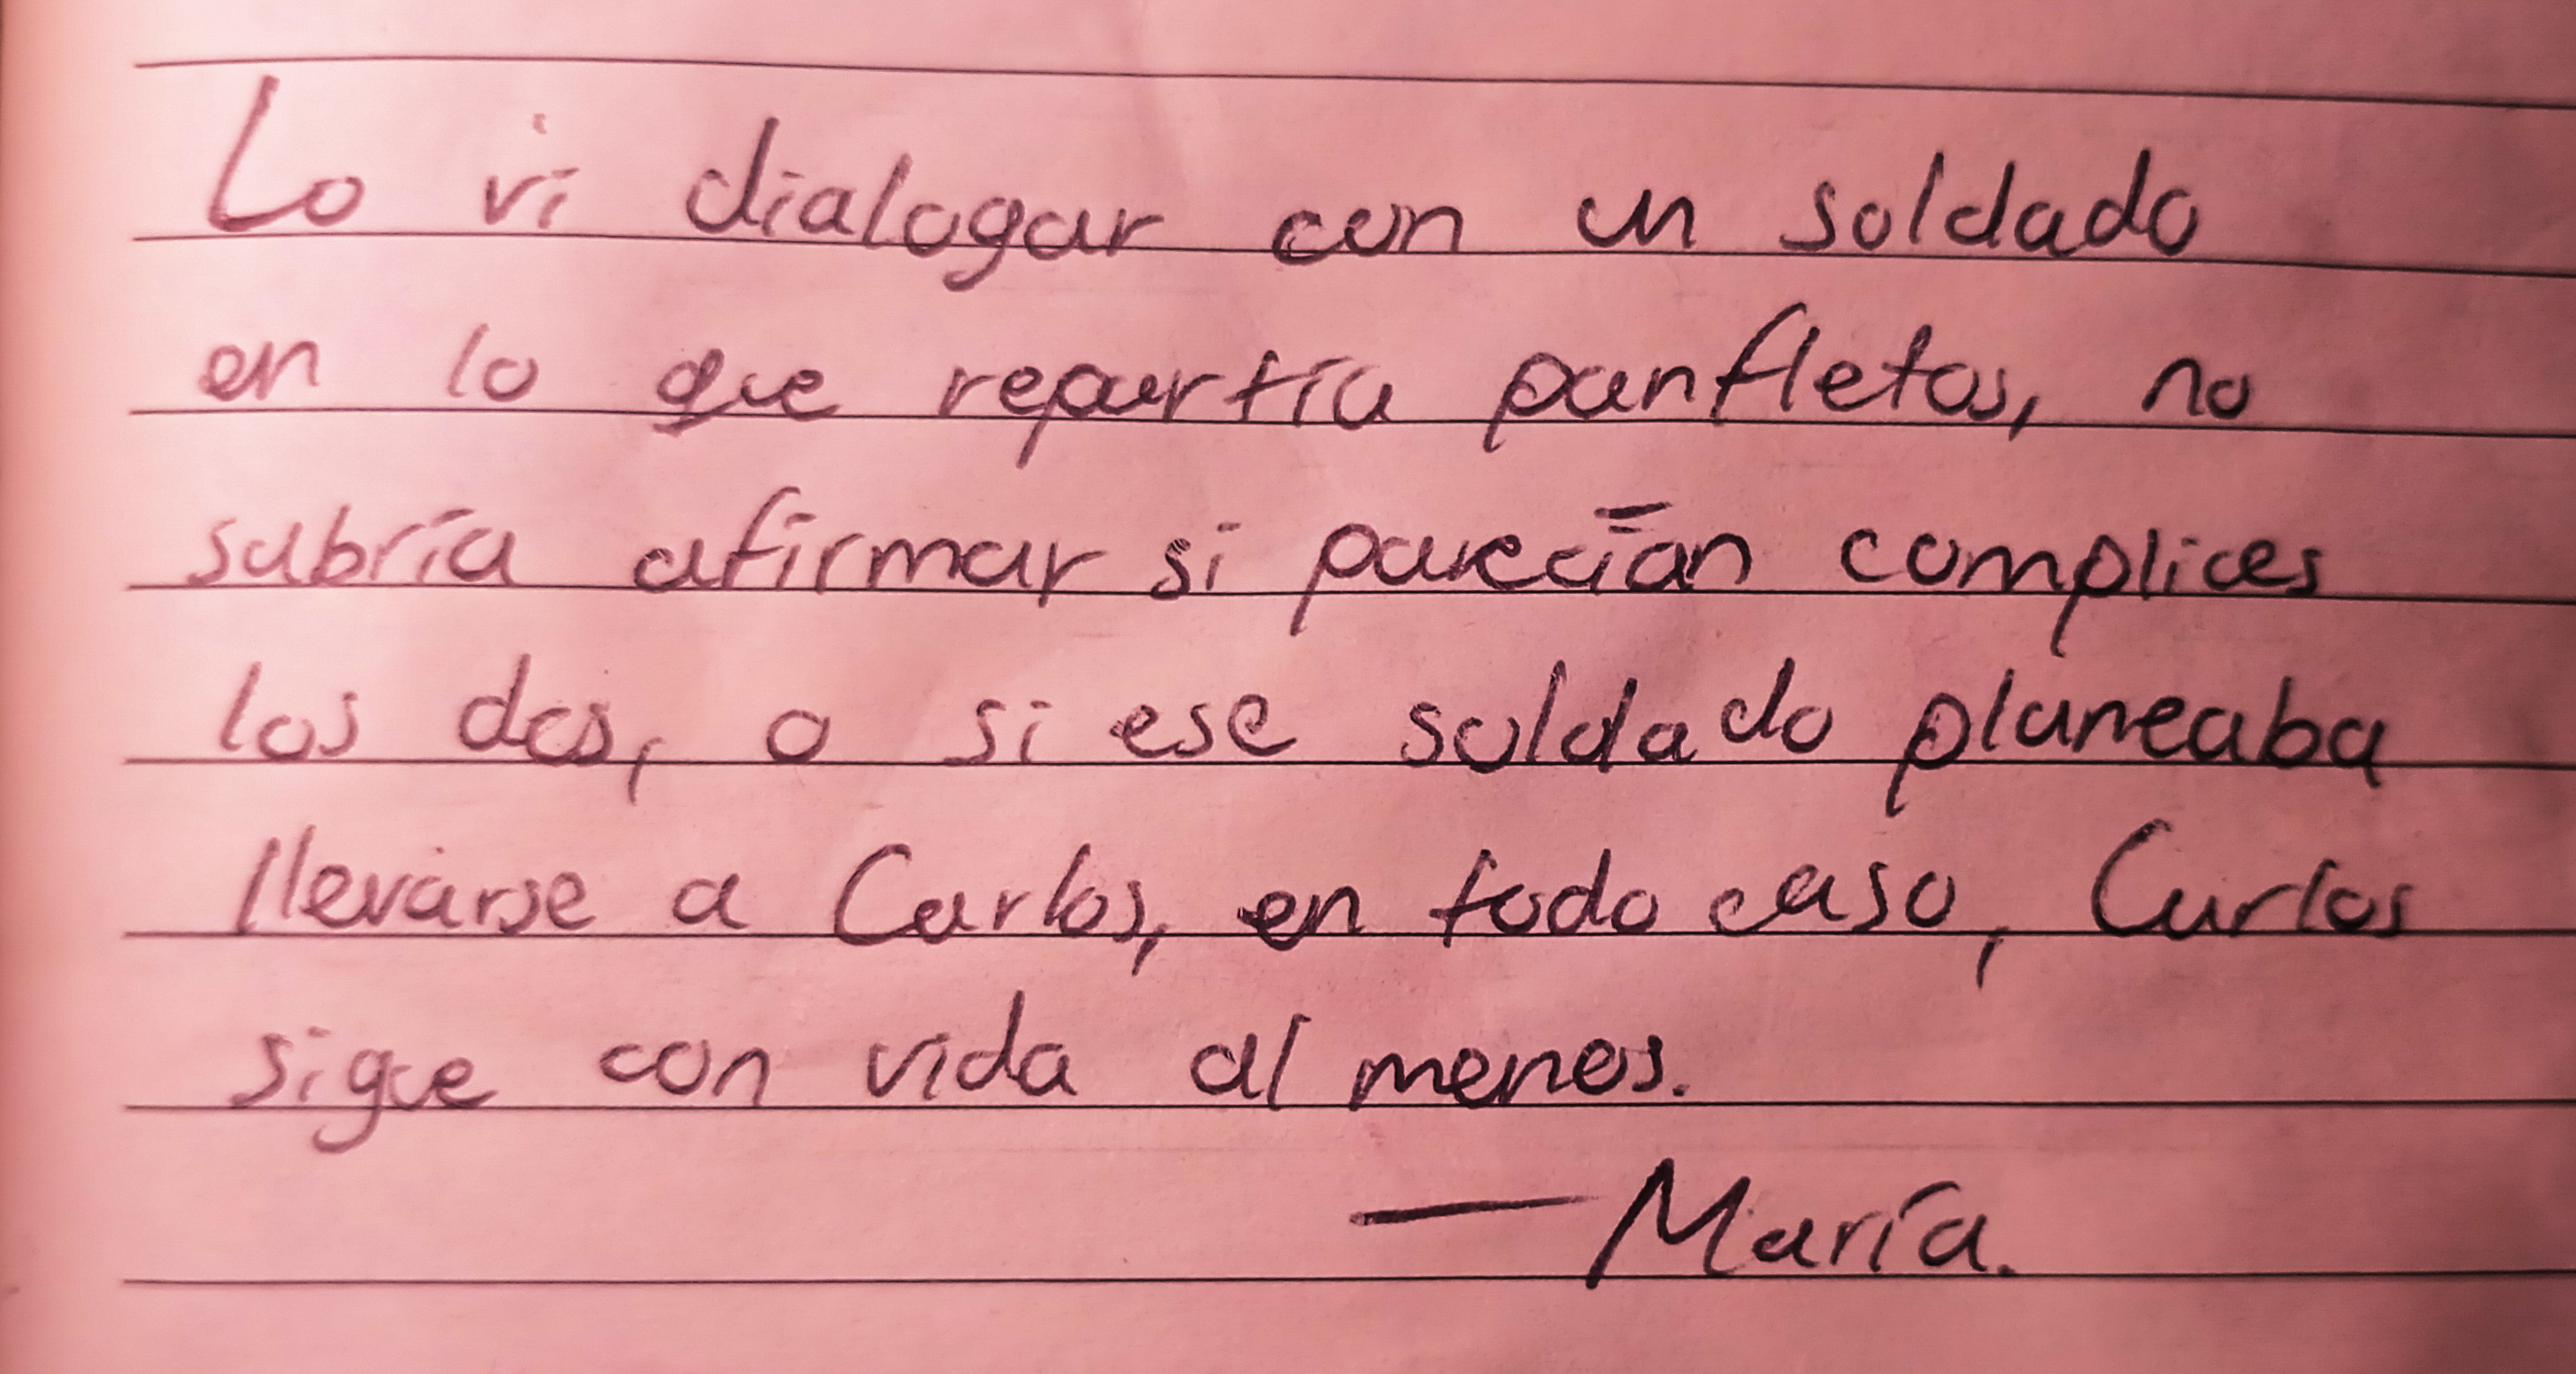 Lo vi dialogar con un soldado
en lo que repartía panfletos, no
sabría afirmar si parecían complices
los dos, o si ese soldado planeaba
llevarse a Carlos, en todo caso, Carlos
sigue con vida al menos.
— María.